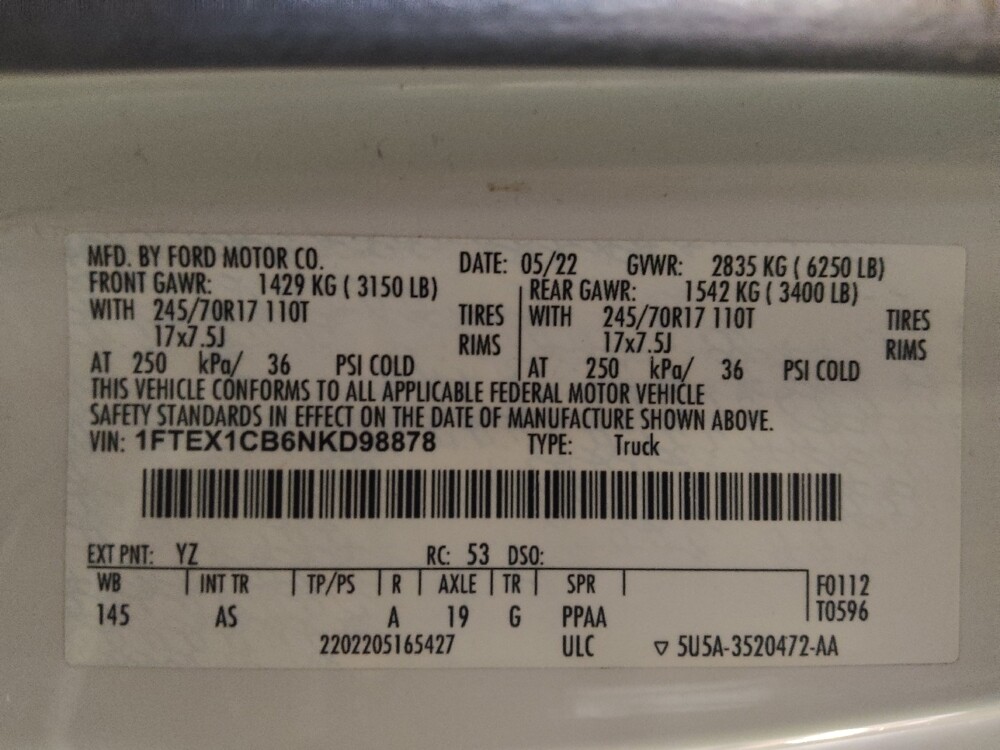 MFD. BY FORD MOTOR CO. DATE: 05/22 GVWR: 2835 KG ( 6250 LB)
FRONT GAWR: 1429 KG ( 3150 LB) REAR GAWR: 1542 KG ( 3400 LB)
WITH 245/70R17 110T TIRES WITH 245/70R17 110T TIRES
17x7.5J RIMS 17x7.5J RIMS
AT 250 kPa/ 36 PSI COLD AT 250 kPa/ 36 PSI COLD
THIS VEHICLE CONFORMS TO ALL APPLICABLE FEDERAL MOTOR VEHICLE
SAFETY STANDARDS IN EFFECT ON THE DATE OF MANUFACTURE SHOWN ABOVE.
VIN: 1FTEX1CB6NKD98878 TYPE: Truck
EXT PNT: YZ RC: 53 DSO:
WB INT TR TP/PS R AXLE TR SPR F0112
145 AS A 19 G PPAA T0596
2202205165427 ULC ▽ 5U5A-3520472-AA